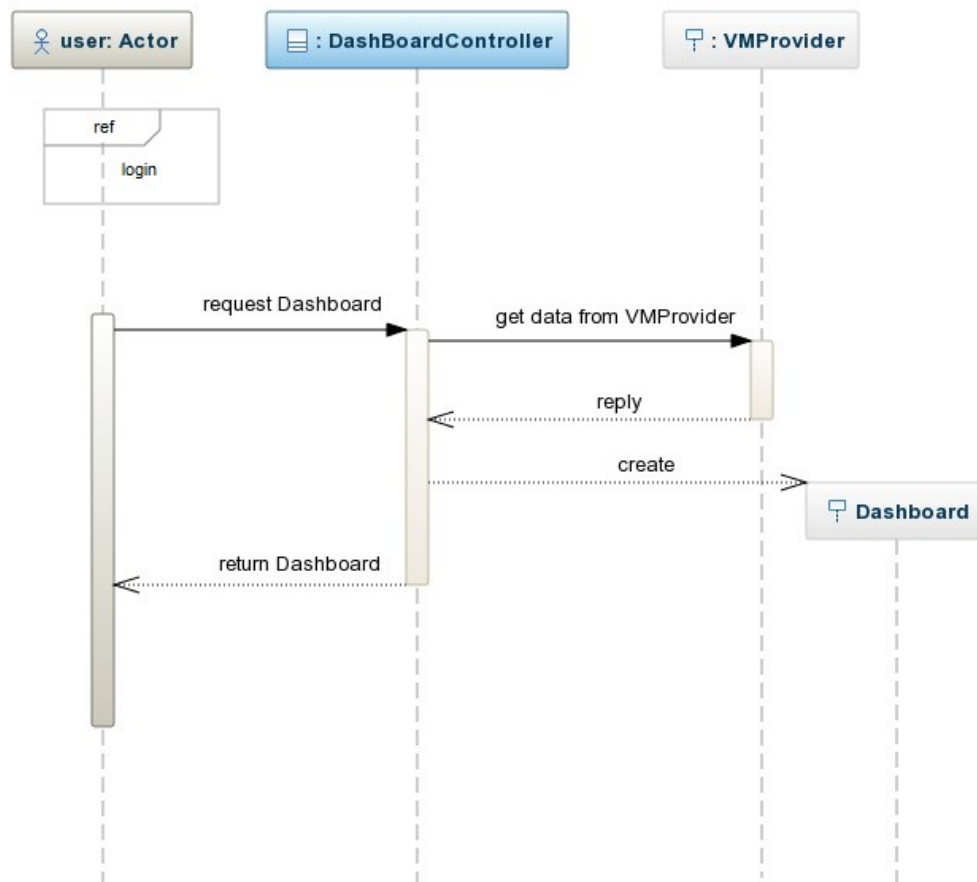 user: Actor
: DashBoardController
: VMProvider
ref
login
request Dashboard
get data from VMProvider
reply
create
Dashboard
return Dashboard